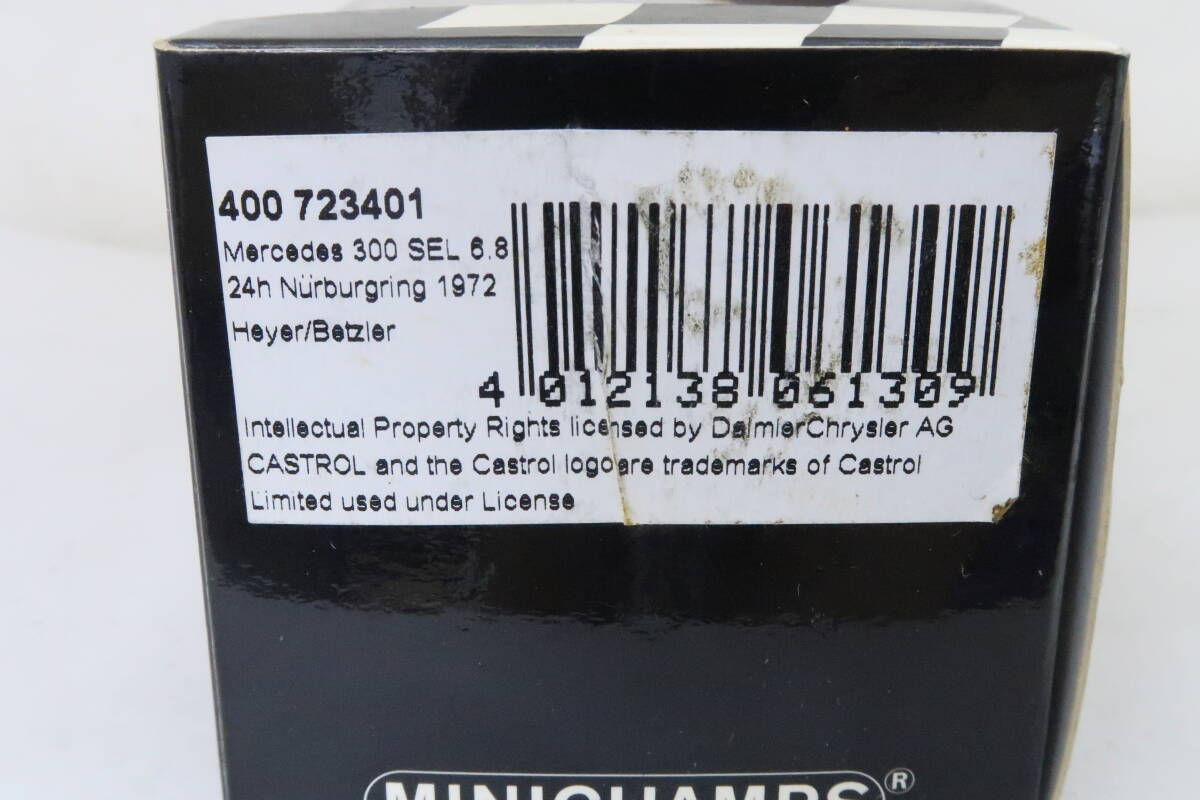 400 723401
Mercedes 300 SEL 6.8
24h Nürburgring 1972
Heyer/Betzler
4 012138 061309
Intellectual Property Rights licensed by DaimlerChrysler AG
CASTROL and the Castrol logo are trademarks of Castrol
Limited used under License
MINICHAMPS®